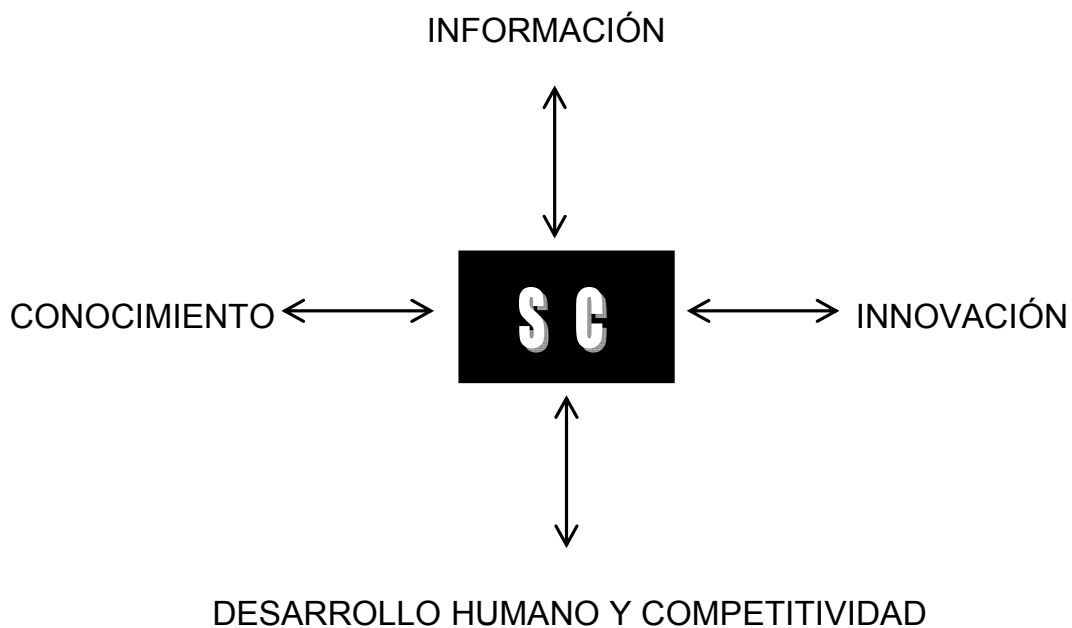 INFORMACIÓN
CONOCIMIENTO
S C
INNOVACIÓN
DESARROLLO HUMANO Y COMPETITIVIDAD